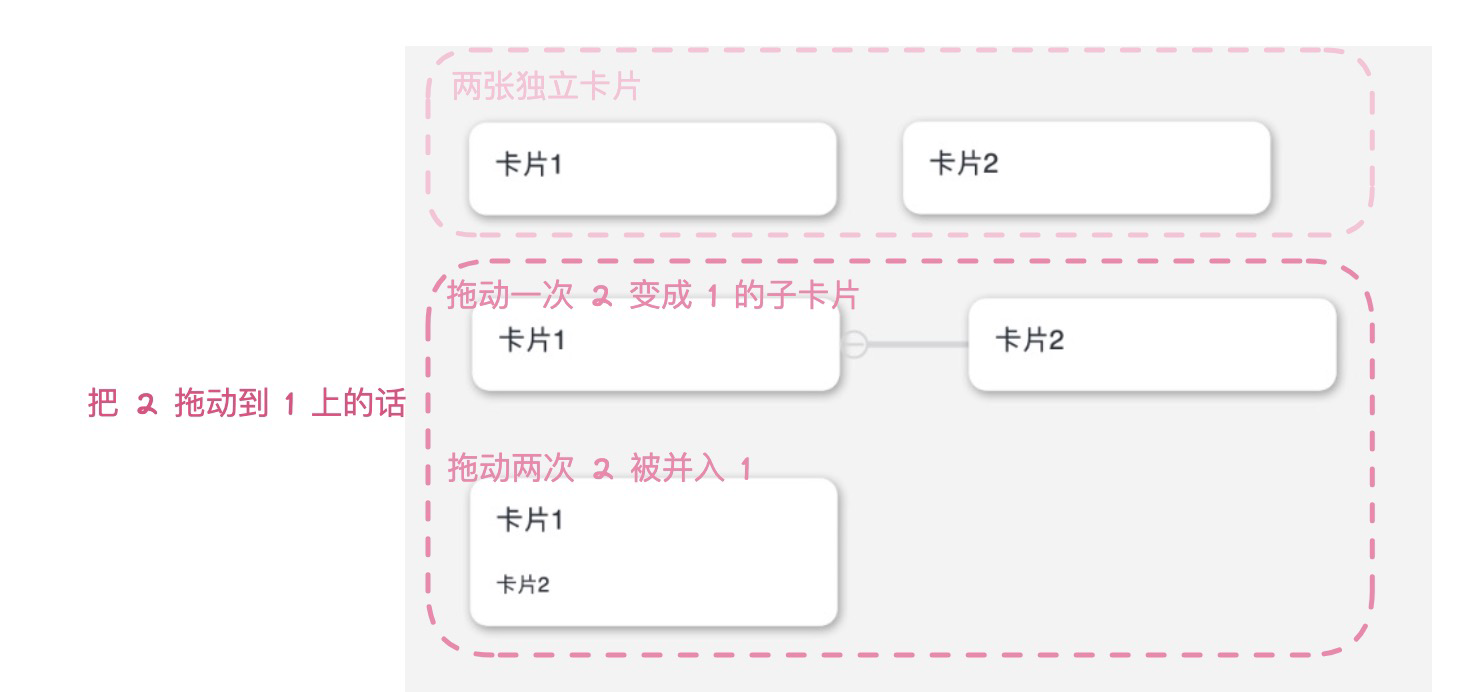 两张独立卡片
卡片1
卡片2
拖动一次 2 变成 1 的子卡片
卡片1
卡片2
把 2 拖动到 1 上的话
拖动两次 2 被并入 1
卡片1
卡片2